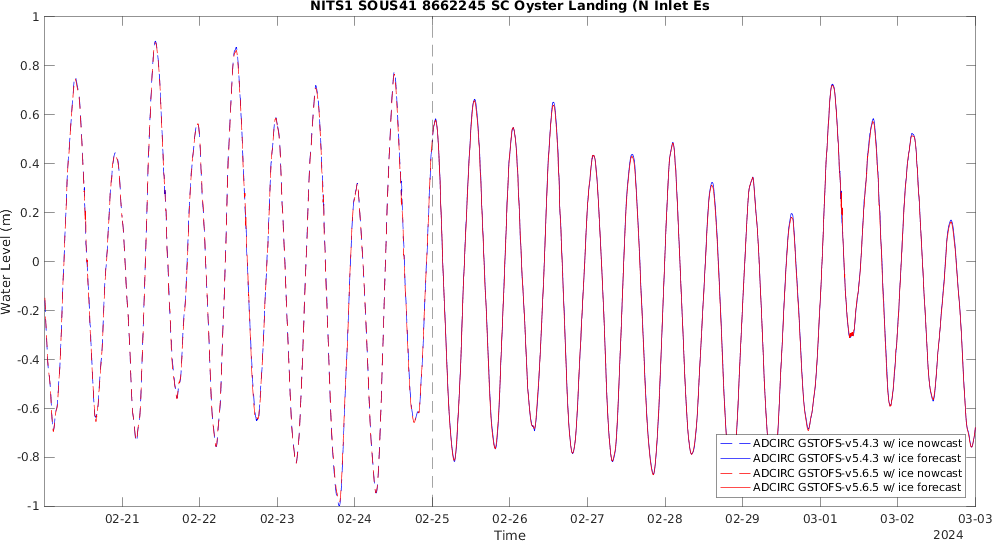 NITS1 SOUS41 8662245 SC Oyster Landing (N Inlet Es
1
0.8
0.6
0.4
0.2
0
-0.2
-0.4
-0.6
-0.8
-1
Water Level (m)
02-21 02-22 02-23 02-24 02-25 02-26 02-27 02-28 02-29 03-01 03-02 03-03
Time
2024
ADCIRC GSTOFS-v5.4.3 w/ ice nowcast
ADCIRC GSTOFS-v5.4.3 w/ ice forecast
ADCIRC GSTOFS-v5.6.5 w/ ice nowcast
ADCIRC GSTOFS-v5.6.5 w/ ice forecast